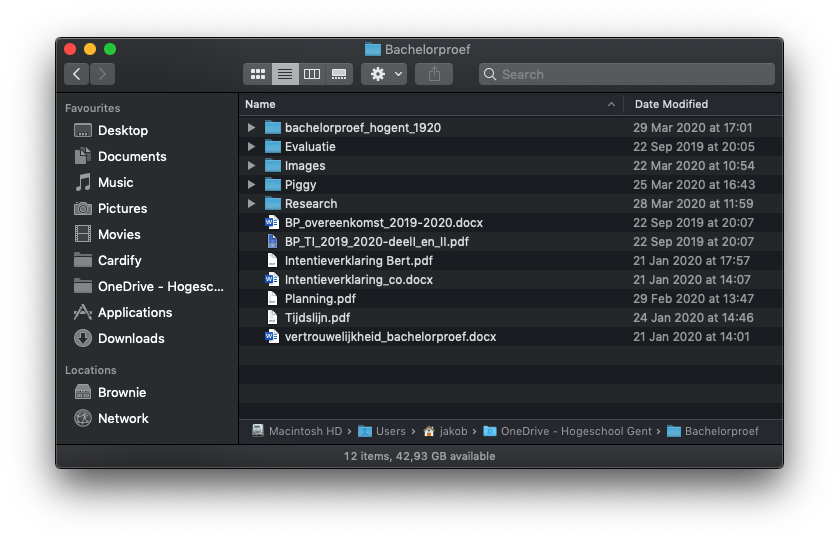 Bachelorproef
Search
Favourites
Desktop
Documents
Music
Pictures
Movies
Cardify
OneDrive - Hogesc...
Applications
Downloads
Locations
Brownie
Network
Name Date Modified
bachelorproef_hogent_1920 29 Mar 2020 at 17:01
Evaluatie 22 Sep 2019 at 20:05
Images 22 Mar 2020 at 10:54
Piggy 25 Mar 2020 at 16:43
Research 28 Mar 2020 at 11:59
BP_overeenkomst_2019-2020.docx 22 Sep 2019 at 20:07
BP_TI_2019_2020-deelI_en_II.pdf 22 Sep 2019 at 20:07
Intentieverklaring Bert.pdf 21 Jan 2020 at 17:57
Intentieverklaring_co.docx 21 Jan 2020 at 14:07
Planning.pdf 29 Feb 2020 at 13:47
Tijdslijn.pdf 24 Jan 2020 at 14:46
vertrouwelijkheid_bachelorproef.docx 21 Jan 2020 at 14:01
Macintosh HD › Users › jakob › OneDrive - Hogeschool Gent › Bachelorproef
12 items, 42,93 GB available